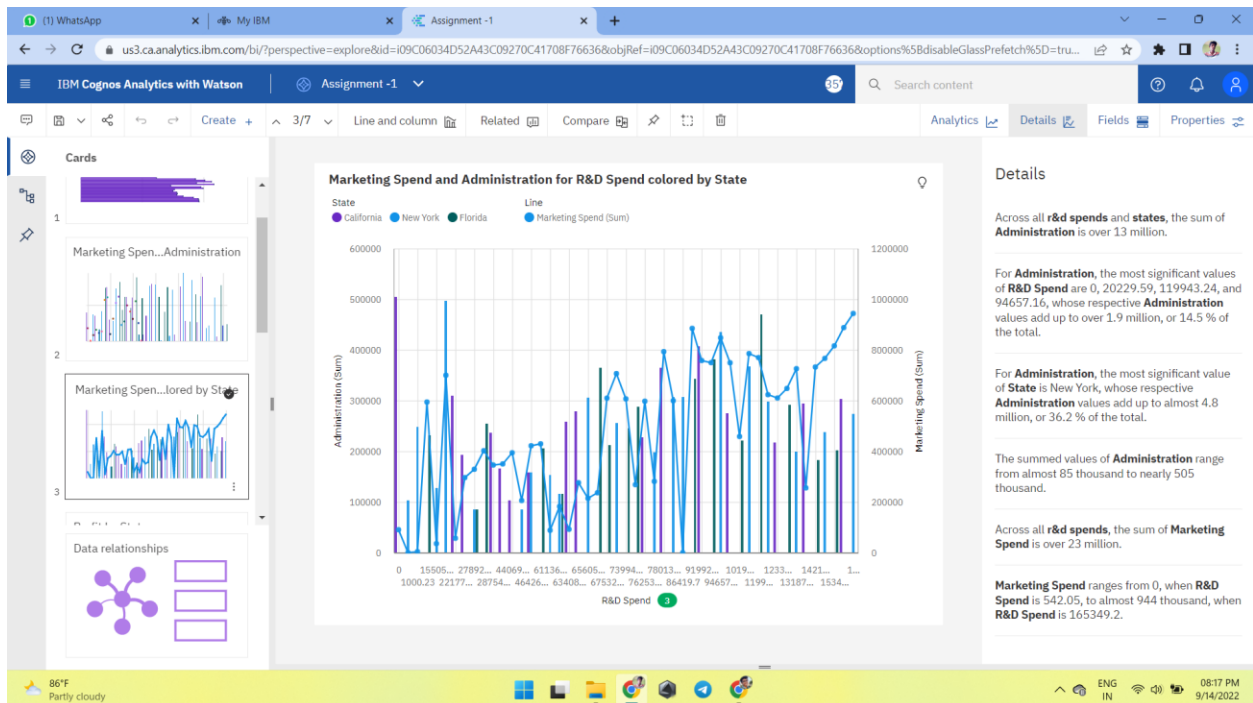 (1) WhatsApp
My IBM
Assignment -1
us3.ca.analytics.ibm.com/bi/?perspective=explore&id=i09C06034D52A43C09270C41708F76636&objRef=i09C06034D52A43C09270C41708F76636&options%5BdisableGlassPrefetch%5D=tru...
IBM Cognos Analytics with Watson
Assignment -1
Search content
Create +
3/7
Line and column
Related
Compare
Analytics
Details
Fields
Properties
Cards
1
Marketing Spen...Administration
2
Marketing Spen...lored by State
3
Data relationships
Marketing Spend and Administration for R&D Spend colored by State
State
Line
California
New York
Florida
Marketing Spend (Sum)
600000
500000
400000
300000
200000
100000
0
Administration (Sum)
1200000
1000000
800000
600000
400000
200000
0
Marketing Spend (Sum)
0 15505... 27892... 44069... 61136... 65605... 73994... 78013... 91992... 1019... 1233... 1421... 1...
1000.23 22177... 28754... 46426... 63408... 67532... 76253... 86419.7 94657... 1199... 13187... 1534...
R&D Spend 3
Details
Across all r&d spends and states, the sum of
Administration is over 13 million.
For Administration, the most significant values
of R&D Spend are 0, 20229.59, 119943.24, and
94657.16, whose respective Administration
values add up to over 1.9 million, or 14.5 % of
the total.
For Administration, the most significant value
of State is New York, whose respective
Administration values add up to almost 4.8
million, or 36.2 % of the total.
The summed values of Administration range
from almost 85 thousand to nearly 505
thousand.
Across all r&d spends, the sum of Marketing
Spend is over 23 million.
Marketing Spend ranges from 0, when R&D
Spend is 542.05, to almost 944 thousand, when
R&D Spend is 165349.2.
86°F
Partly cloudy
ENG
IN
08:17 PM
9/14/2022